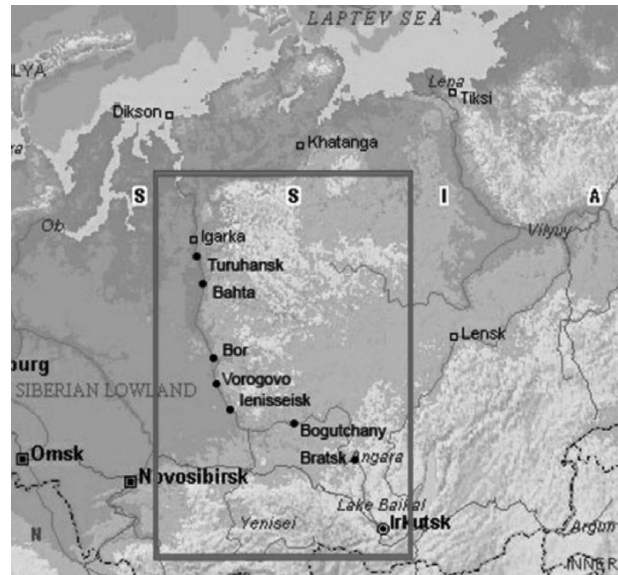 LAPTEV SEA
LYA
Lena
Tiksi
Dikson
Khatanga
ya
S S I A
Ob
Vilyuy
Igarka
Turuhansk
Bahta
Lensk
Bor
burg
Vorogovo
SIBERIAN LOWLAND
Ienisseisk
Bogutchany
Omsk
Bratsk Angara
Novosibirsk
Lake Baikal
Yenisei
Irkutsk
Argun
N
INNER